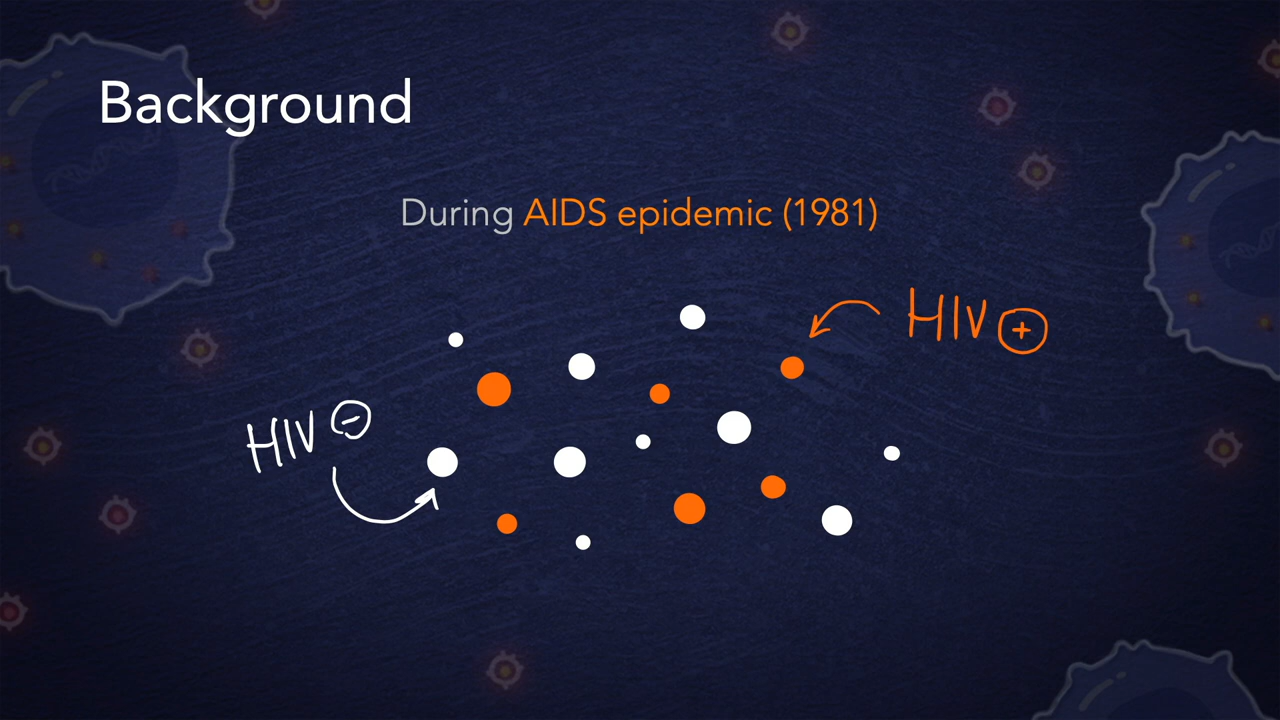 Background
During AIDS epidemic (1981)
HIV +
HIV -